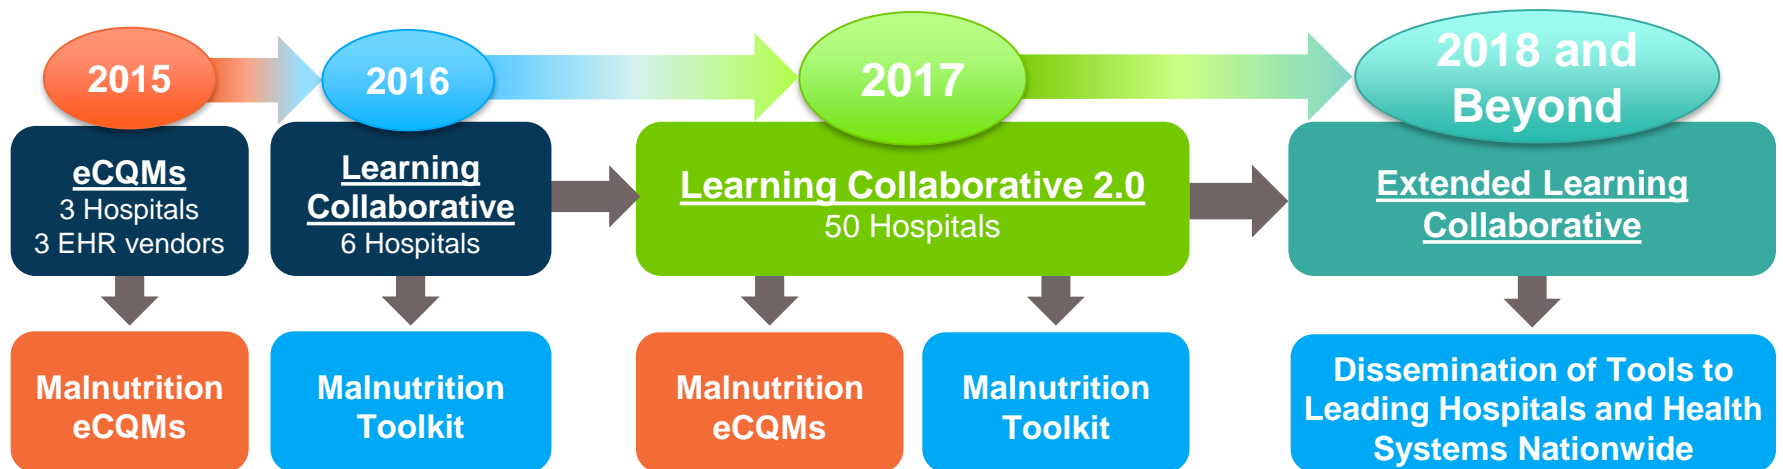 2015
2016
2017
2018 and
Beyond
eCQMs
3 Hospitals
3 EHR vendors
Learning
Collaborative
6 Hospitals
Learning Collaborative 2.0
50 Hospitals
Extended Learning
Collaborative
Malnutrition
eCQMs
Malnutrition
Toolkit
Malnutrition
eCQMs
Malnutrition
Toolkit
Dissemination of Tools to
Leading Hospitals and Health
Systems Nationwide